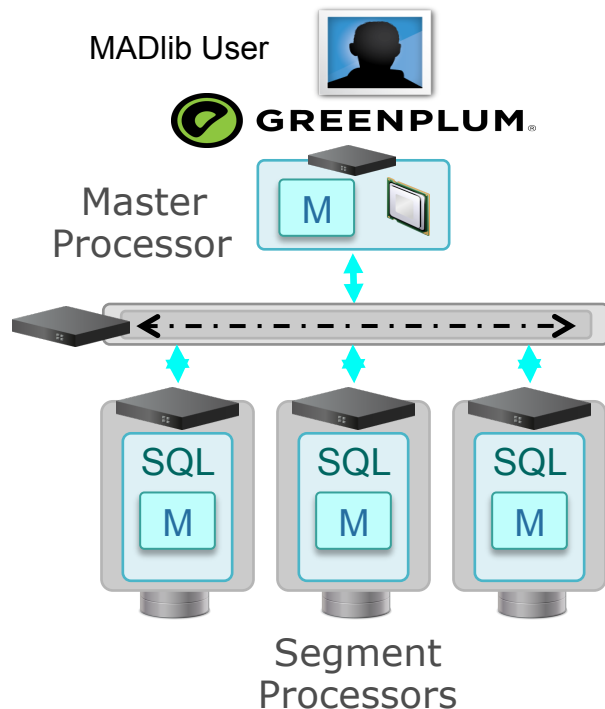 MADlib User
GREENPLUM®
Master
Processor
M
SQL
SQL
SQL
M
M
M
Segment
Processors